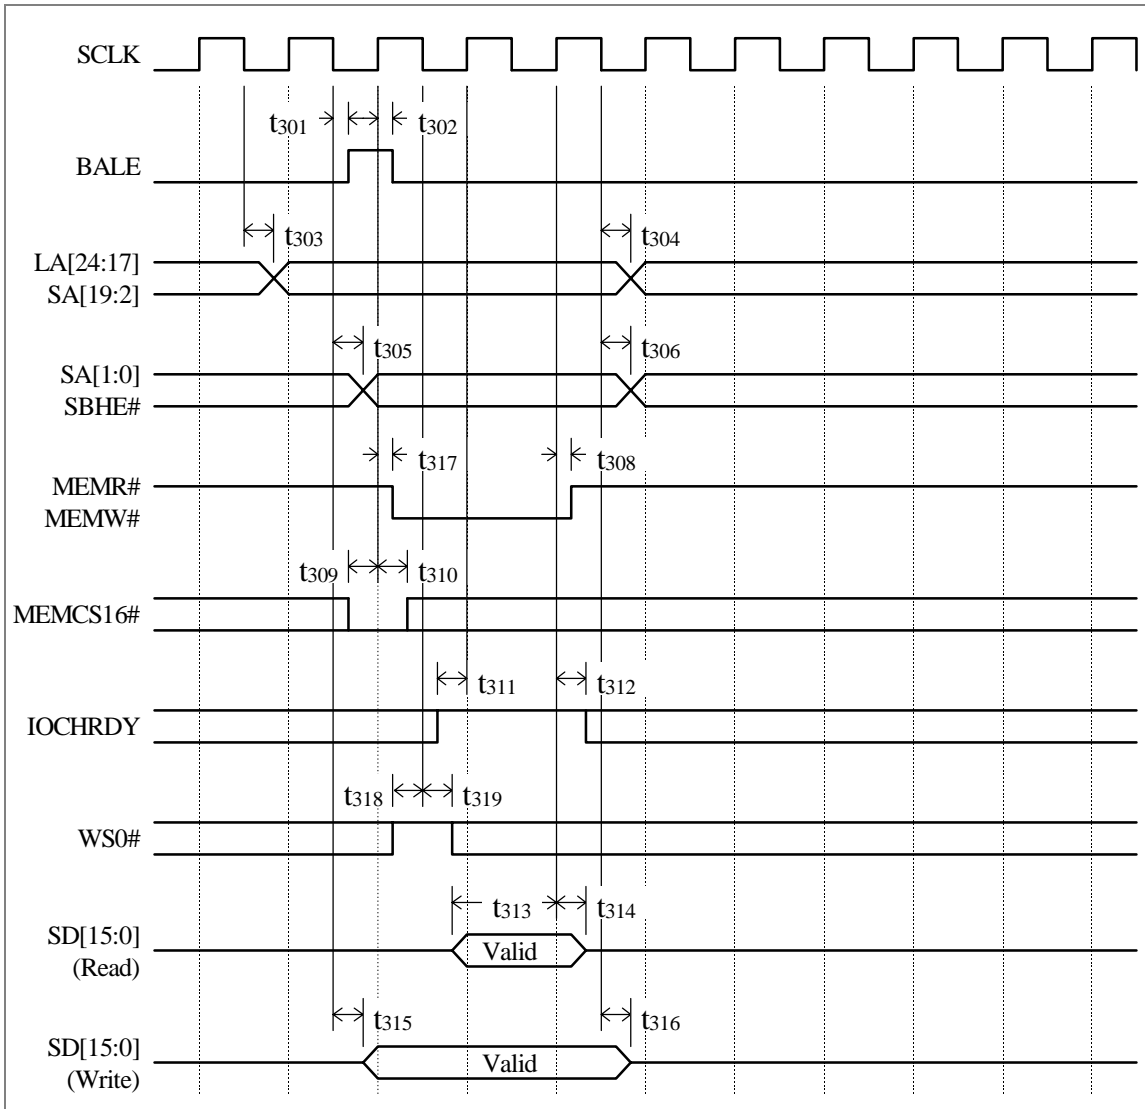 SCLK
t301 t302
BALE
t303 t304
LA[24:17]
SA[19:2]
t305 t306
SA[1:0]
SBHE#
t317 t308
MEMR#
MEMW#
t309 t310
MEMCS16#
t311 t312
IOCHRDY
t318 t319
WS0#
t313 t314
SD[15:0]
Valid
(Read)
t315 t316
SD[15:0]
Valid
(Write)